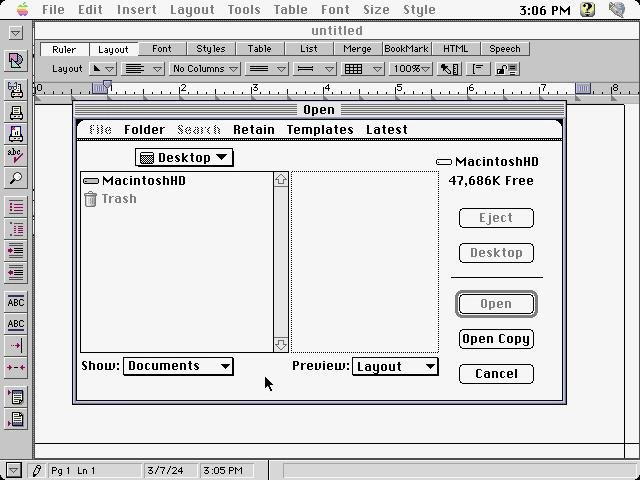 File Edit Insert Layout Tools Table Font Size Style 3:06 PM
untitled
Ruler Layout Font Styles Table List Merge BookMark HTML Speech
Layout No Columns 100%
0 1 2 3 4 5 6 7 8
Open
File Folder Search Retain Templates Latest
Desktop
MacintoshHD
47,686K Free
MacintoshHD
Trash
Eject
Desktop
Open
Open Copy
Cancel
Show: Documents
Preview: Layout
ABC
ABC
Pg 1 Ln 1 3/7/24 3:05 PM